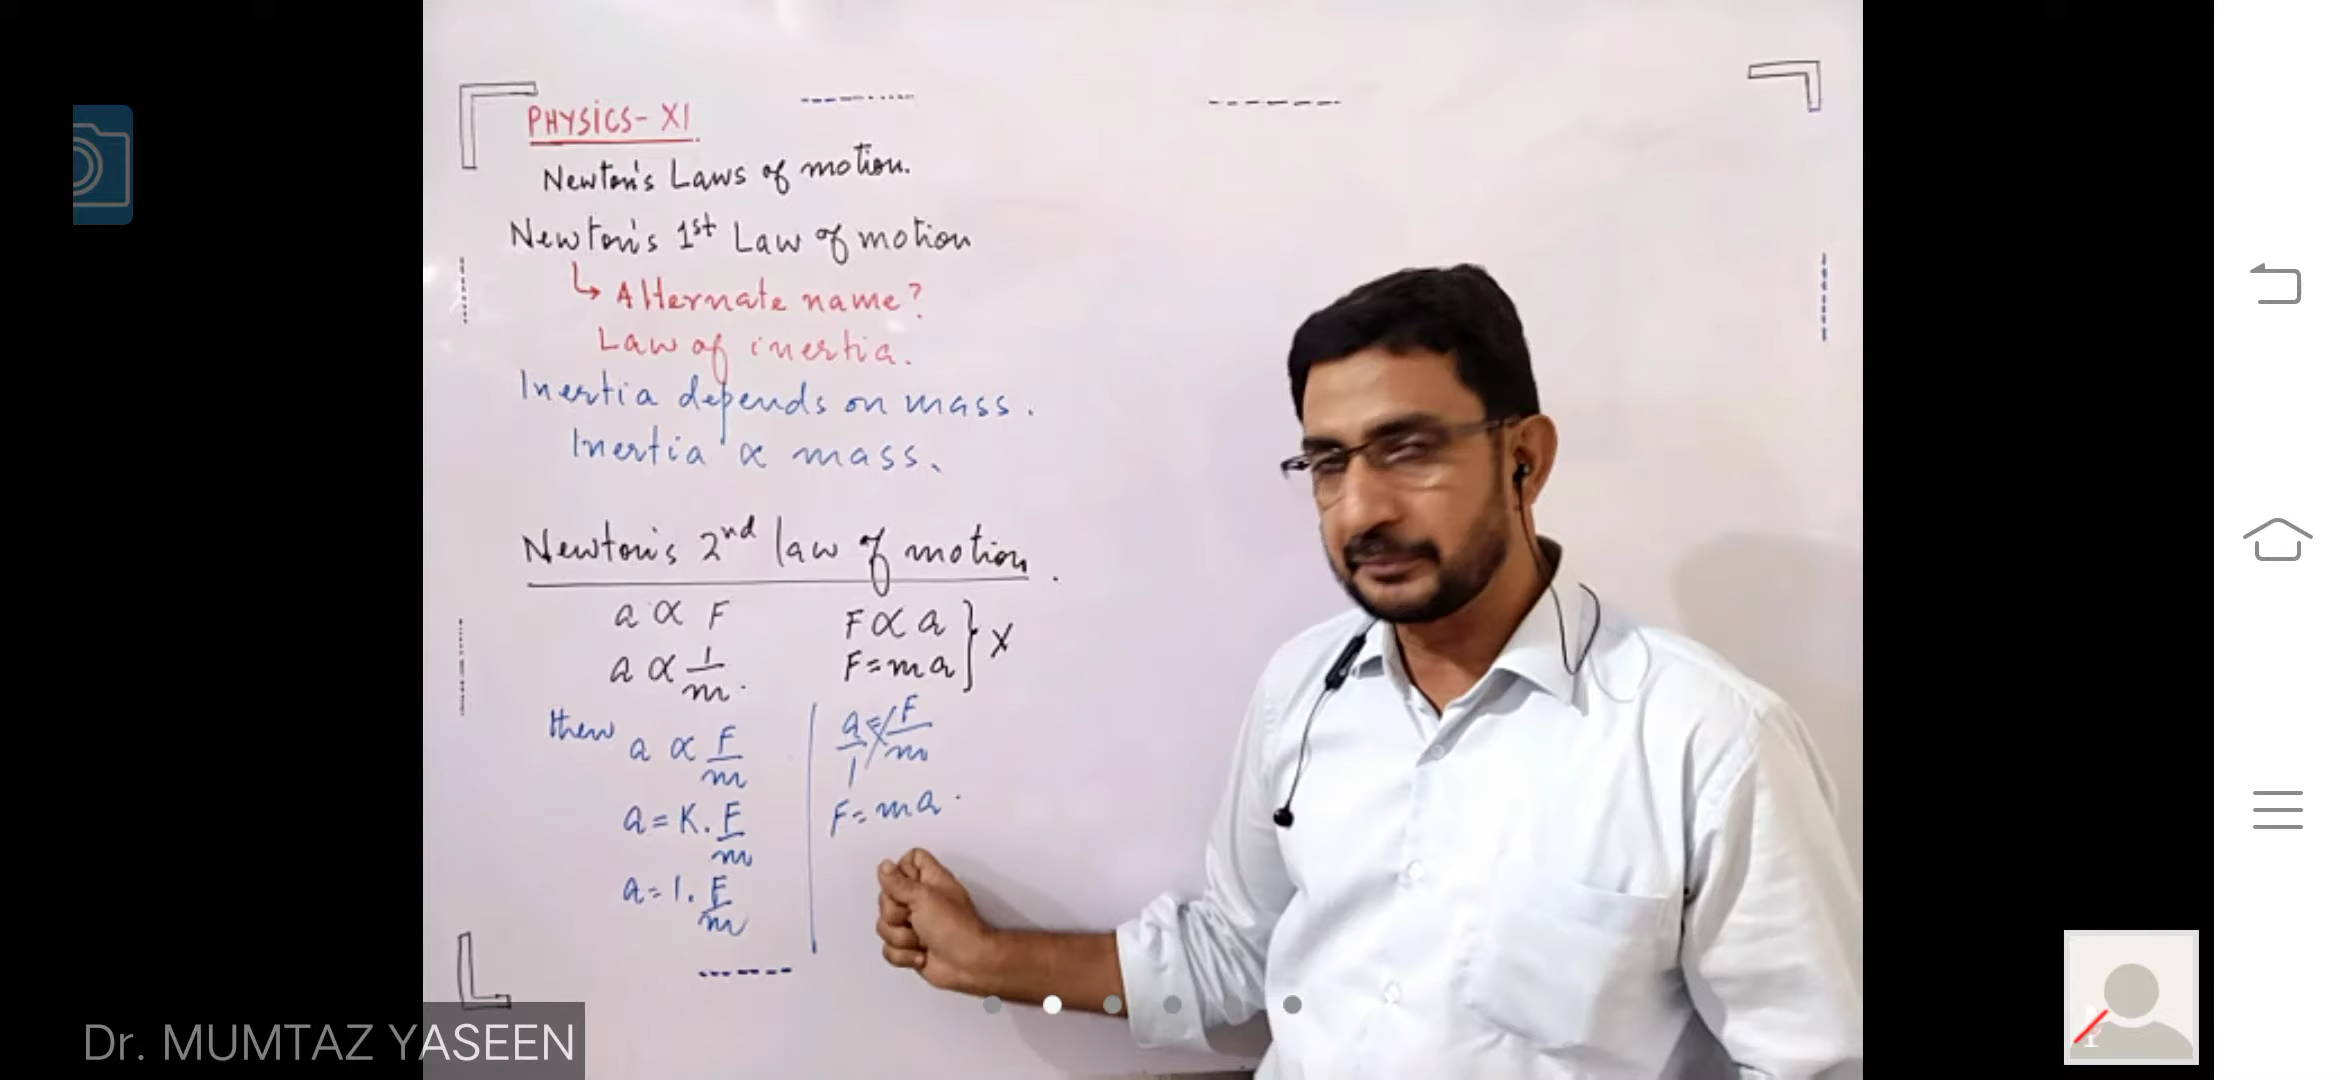 PHYSICS- XI
Newton's Laws of motion.
Newton's 1st Law of motion
↳ Alternate name?
Law of inertia.
Inertia depends on mass.
Inertia ∝ mass.
Newton's 2nd law of motion.
a ∝ F
a ∝ 1/m.
F ∝ a
F = ma } X
then a ∝ F/m
a = K. F/m
a = 1. F/m
a/1 = F/m
F = ma.
Dr. MUMTAZ YASEEN